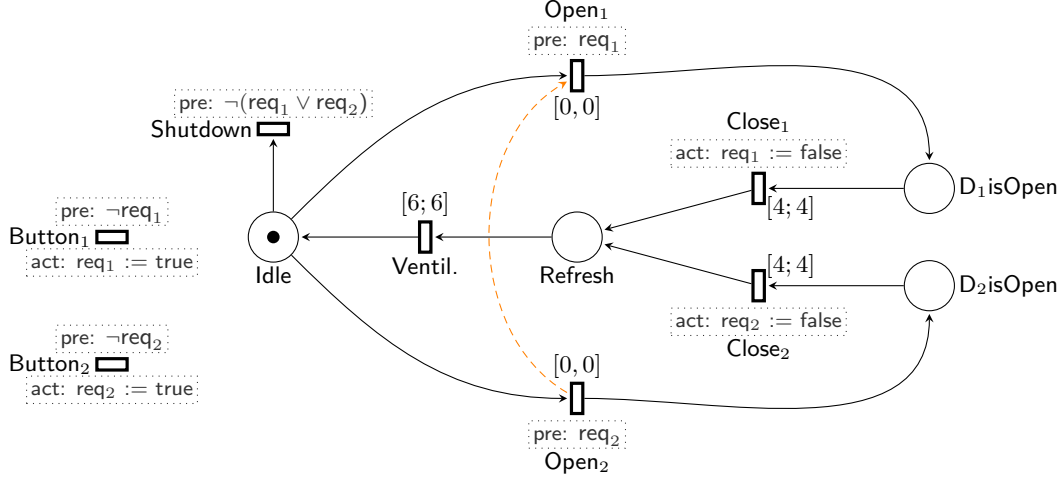 Open₁
pre: req₁
[0, 0]
pre: ¬(req₁ ∨ req₂)
Shutdown
Close₁
act: req₁ := false
[4; 4]
D₁isOpen
pre: ¬req₁
Button₁
act: req₁ := true
Idle
[6; 6]
Ventil.
Refresh
[4; 4]
D₂isOpen
act: req₂ := false
Close₂
pre: ¬req₂
Button₂
act: req₂ := true
[0, 0]
pre: req₂
Open₂